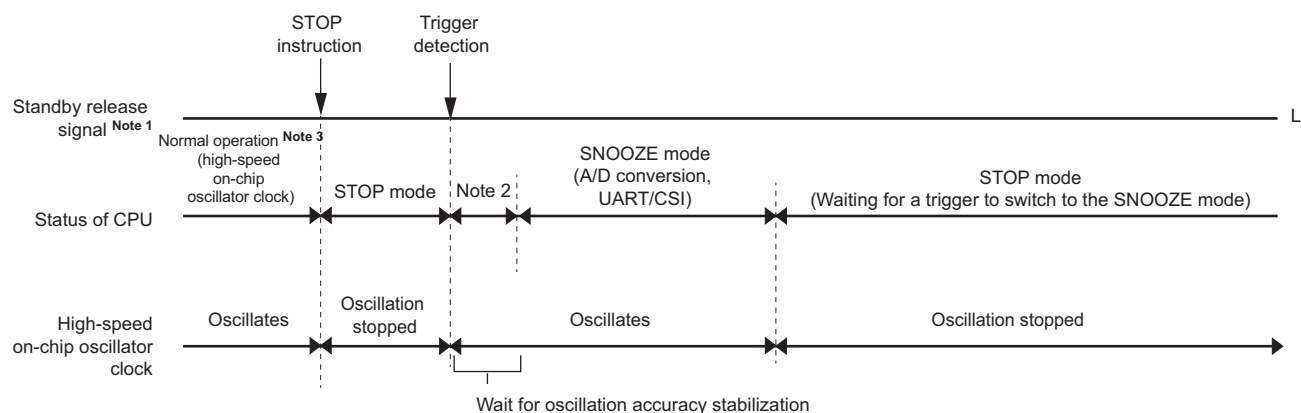 STOP
instruction
Trigger
detection
Standby release
signal Note 1
L
Normal operation Note 3
(high-speed
on-chip
oscillator clock)
STOP mode
Note 2
SNOOZE mode
(A/D conversion,
UART/CSI)
STOP mode
(Waiting for a trigger to switch to the SNOOZE mode)
Status of CPU
High-speed
on-chip oscillator
clock
Oscillates
Oscillation
stopped
Oscillates
Oscillation stopped
Wait for oscillation accuracy stabilization